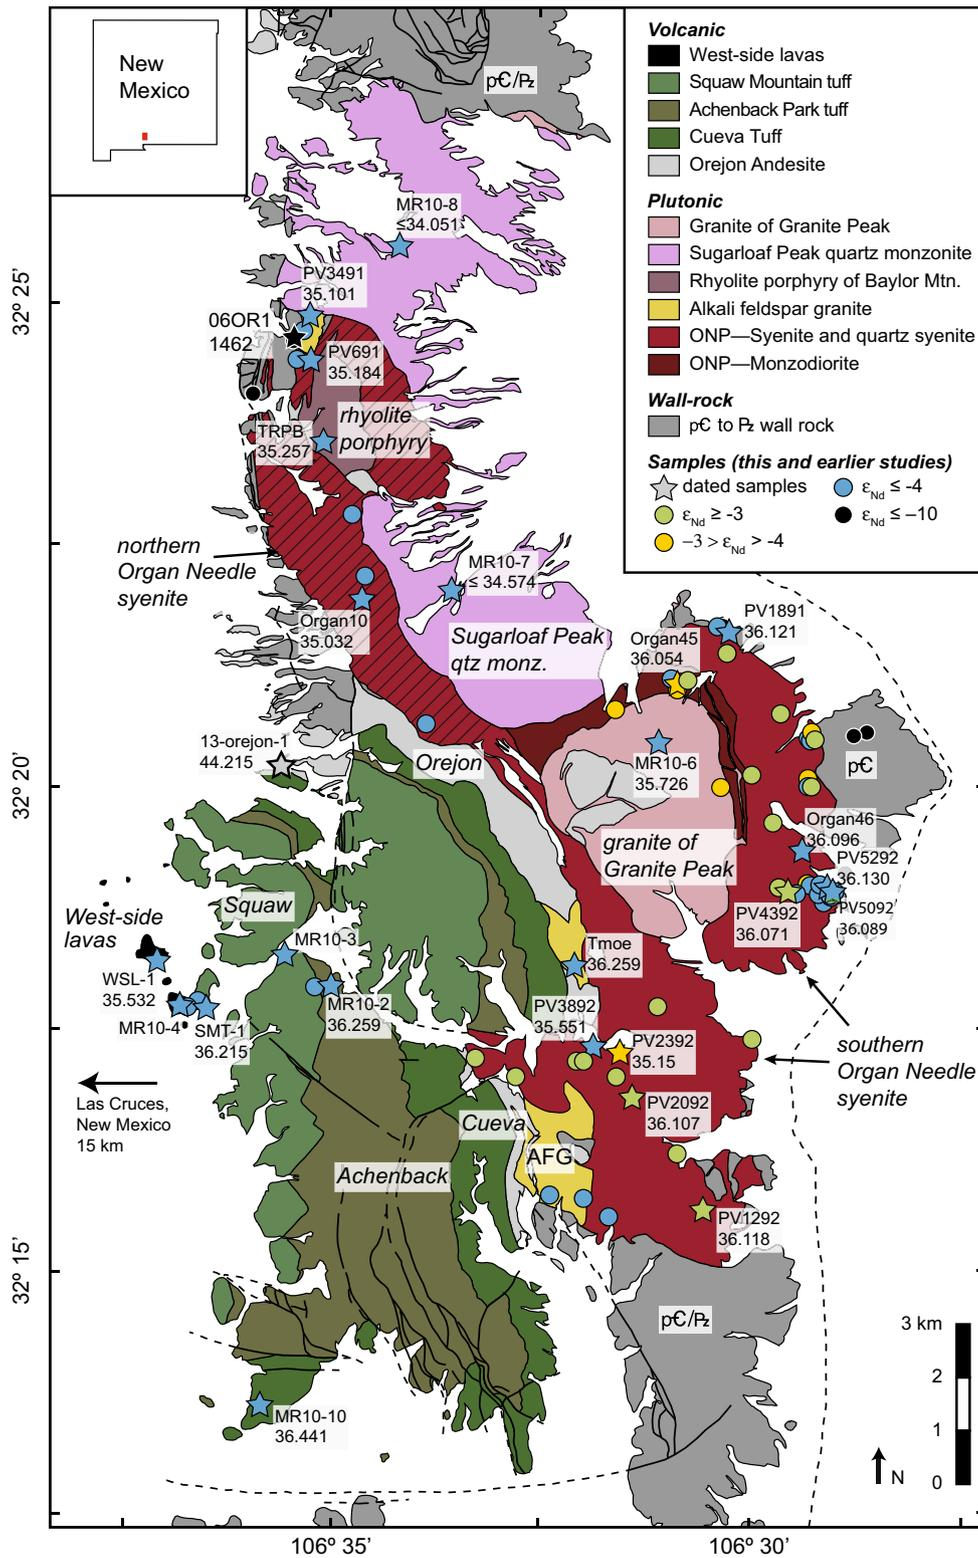 New
Mexico
Volcanic
West-side lavas
Squaw Mountain tuff
Achenback Park tuff
Cueva Tuff
Orejon Andesite
Plutonic
Granite of Granite Peak
Sugarloaf Peak quartz monzonite
Rhyolite porphyry of Baylor Mtn.
Alkali feldspar granite
ONP—Syenite and quartz syenite
ONP—Monzodiorite
Wall-rock
p-Є to ₧ wall rock
Samples (this and earlier studies)
dated samples
εNd ≤ -4
εNd ≥ -3
εNd ≤ –10
–3 > εNd > -4
pЄ/₧
MR10-8
≤34.051
32º 25'
PV3491
35.101
06OR1
1462
PV691
35.184
rhyolite
porphyry
TRPB
35.257
northern
Organ Needle
syenite
MR10-7
≤ 34.574
Organ10
35.032
Sugarloaf Peak
qtz monz.
PV1891
36.121
Organ45
36.054
13-orejon-1
44.215
Orejon
MR10-6
35.726
pЄ
32º 20'
granite of
Granite Peak
Organ46
36.096
PV5292
36.130
PV5092
36.089
PV4392
36.071
Squaw
West-side
lavas
MR10-3
Tmoe
36.259
WSL-1
35.532
MR10-4
SMT-1
36.215
MR10-2
36.259
PV3892
35.551
PV2392
35.15
southern
Organ Needle
syenite
PV2092
36.107
Las Cruces,
New Mexico
15 km
Cueva
AFG
Achenback
PV1292
36.118
32º 15'
pЄ/₧
3 km
2
1
0
N
MR10-10
36.441
106º 35'
106º 30'